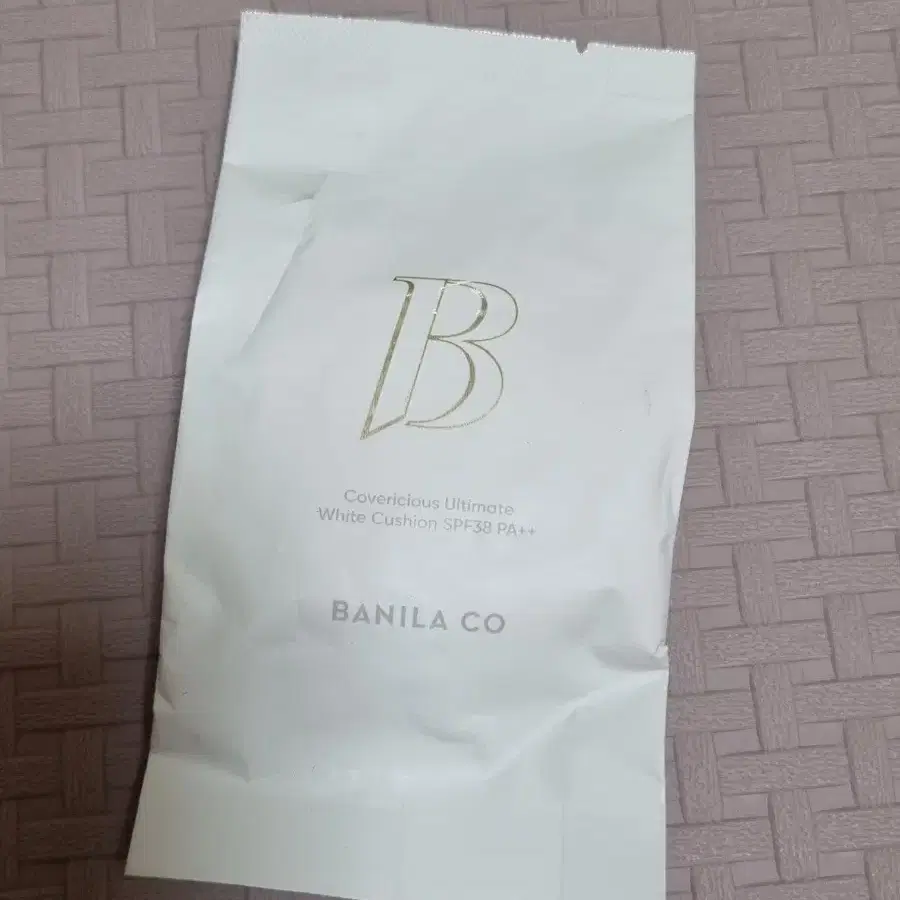 B
Covericious Ultimate
White Cushion SPF38 PA++
BANILA CO